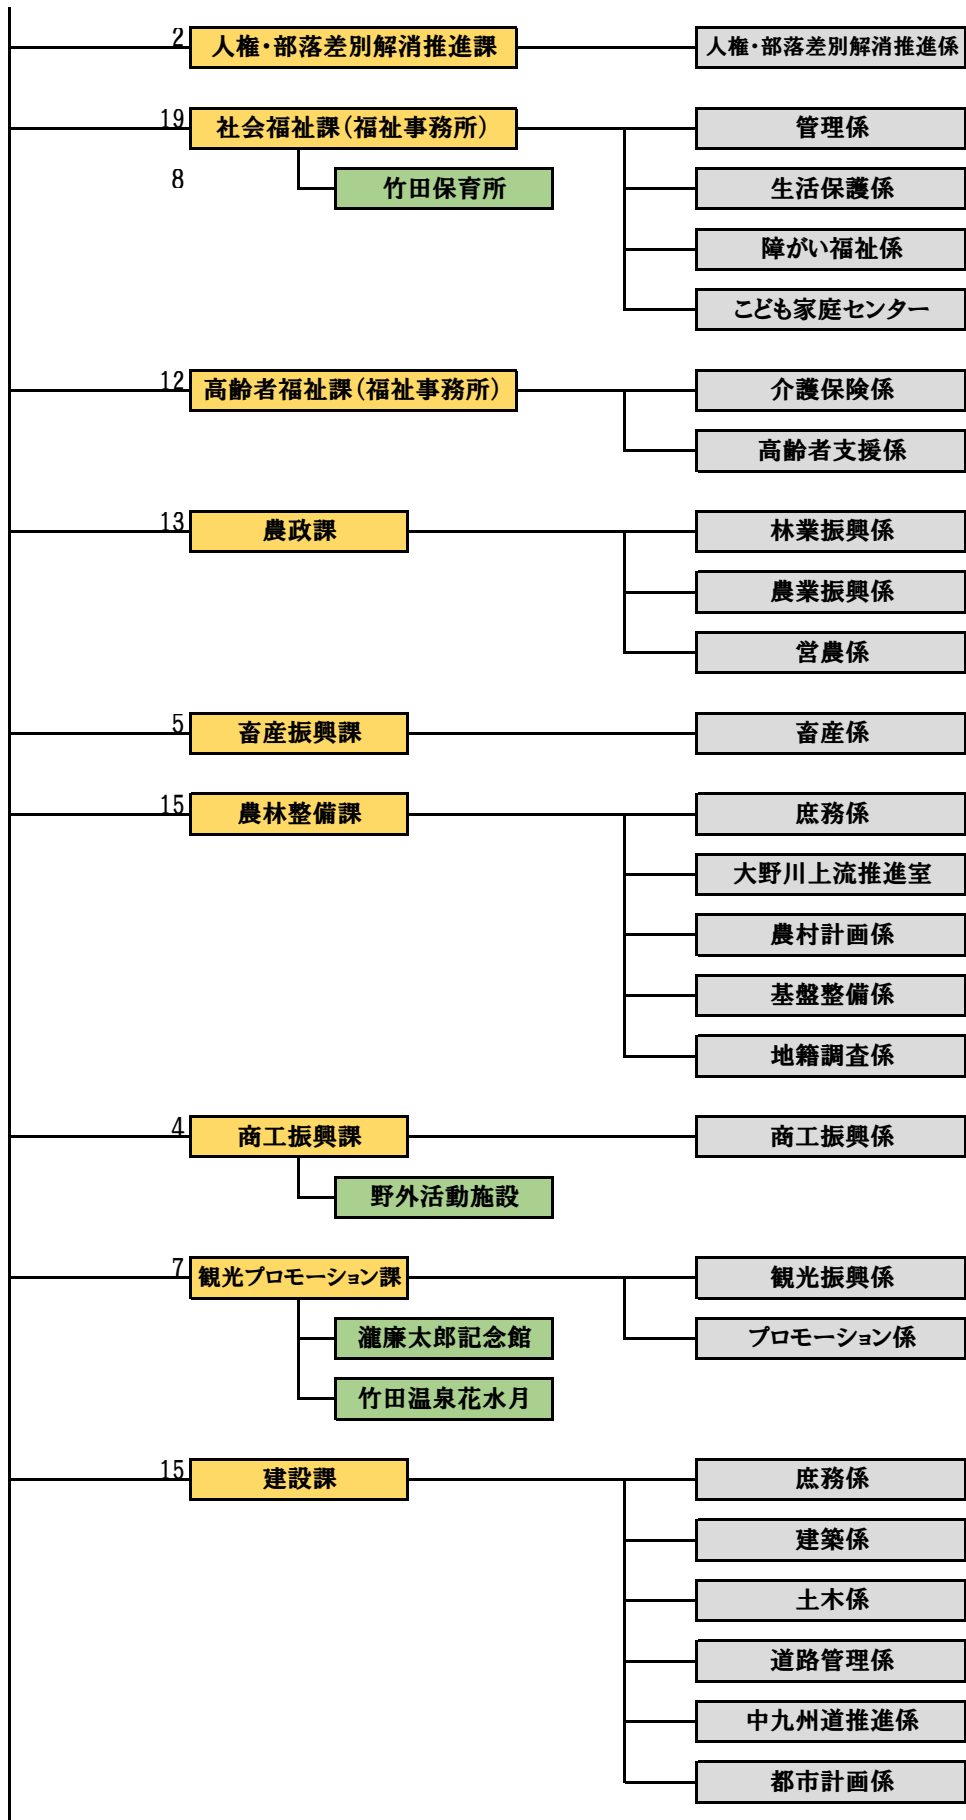 2 人権・部落差別解消推進課 人権・部落差別解消推進係
19 社会福祉課（福祉事務所） 管理係
8 竹田保育所 生活保護係
障がい福祉係
こども家庭センター
12 高齢者福祉課（福祉事務所） 介護保険係
高齢者支援係
13 農政課 林業振興係
農業振興係
営農係
5 畜産振興課 畜産係
15 農林整備課 庶務係
大野川上流推進室
農村計画係
基盤整備係
地籍調査係
4 商工振興課 商工振興係
野外活動施設
7 観光プロモーション課 観光振興係
瀧廉太郎記念館 プロモーション係
竹田温泉花水月
15 建設課 庶務係
建築係
土木係
道路管理係
中九州道推進係
都市計画係